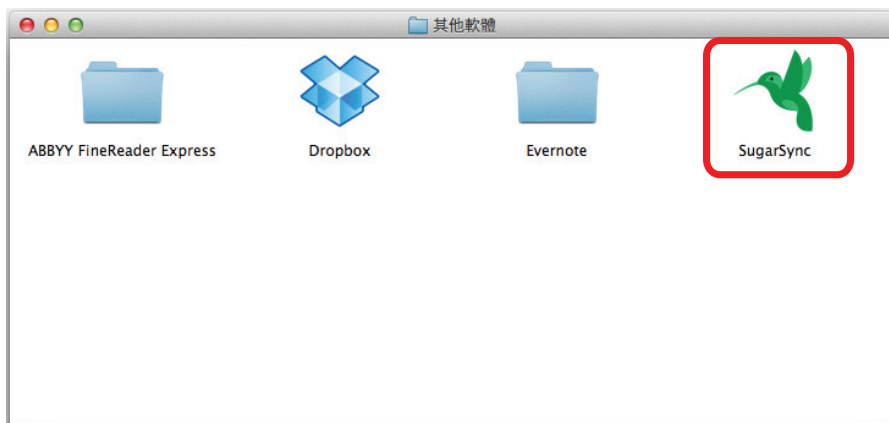 其他軟體
ABBYY FineReader Express
Dropbox
Evernote
SugarSync